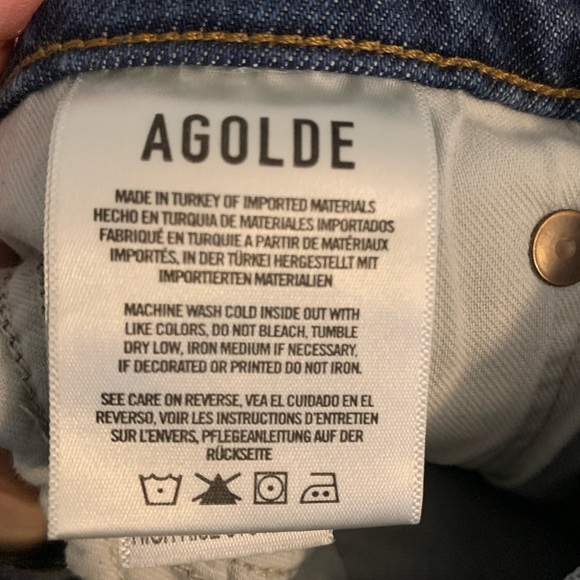 AGOLDE
MADE IN TURKEY OF IMPORTED MATERIALS
HECHO EN TURQUIA DE MATERIALES IMPORTADOS
FABRIQUÉ EN TURQUIE A PARTIR DE MATÉRIAUX
IMPORTÉS, IN DER TÜRKEI HERGESTELLT MIT
IMPORTIERTEN MATERIALIEN
MACHINE WASH COLD INSIDE OUT WITH
LIKE COLORS, DO NOT BLEACH, TUMBLE
DRY LOW, IRON MEDIUM IF NECESSARY,
IF DECORATED OR PRINTED DO NOT IRON.
SEE CARE ON REVERSE, VEA EL CUIDADO EN EL
REVERSO, VOIR LES INSTRUCTIONS D'ENTRETIEN
SUR L'ENVERS, PFLEGEANLEITUNG AUF DER
RÜCKSEITE